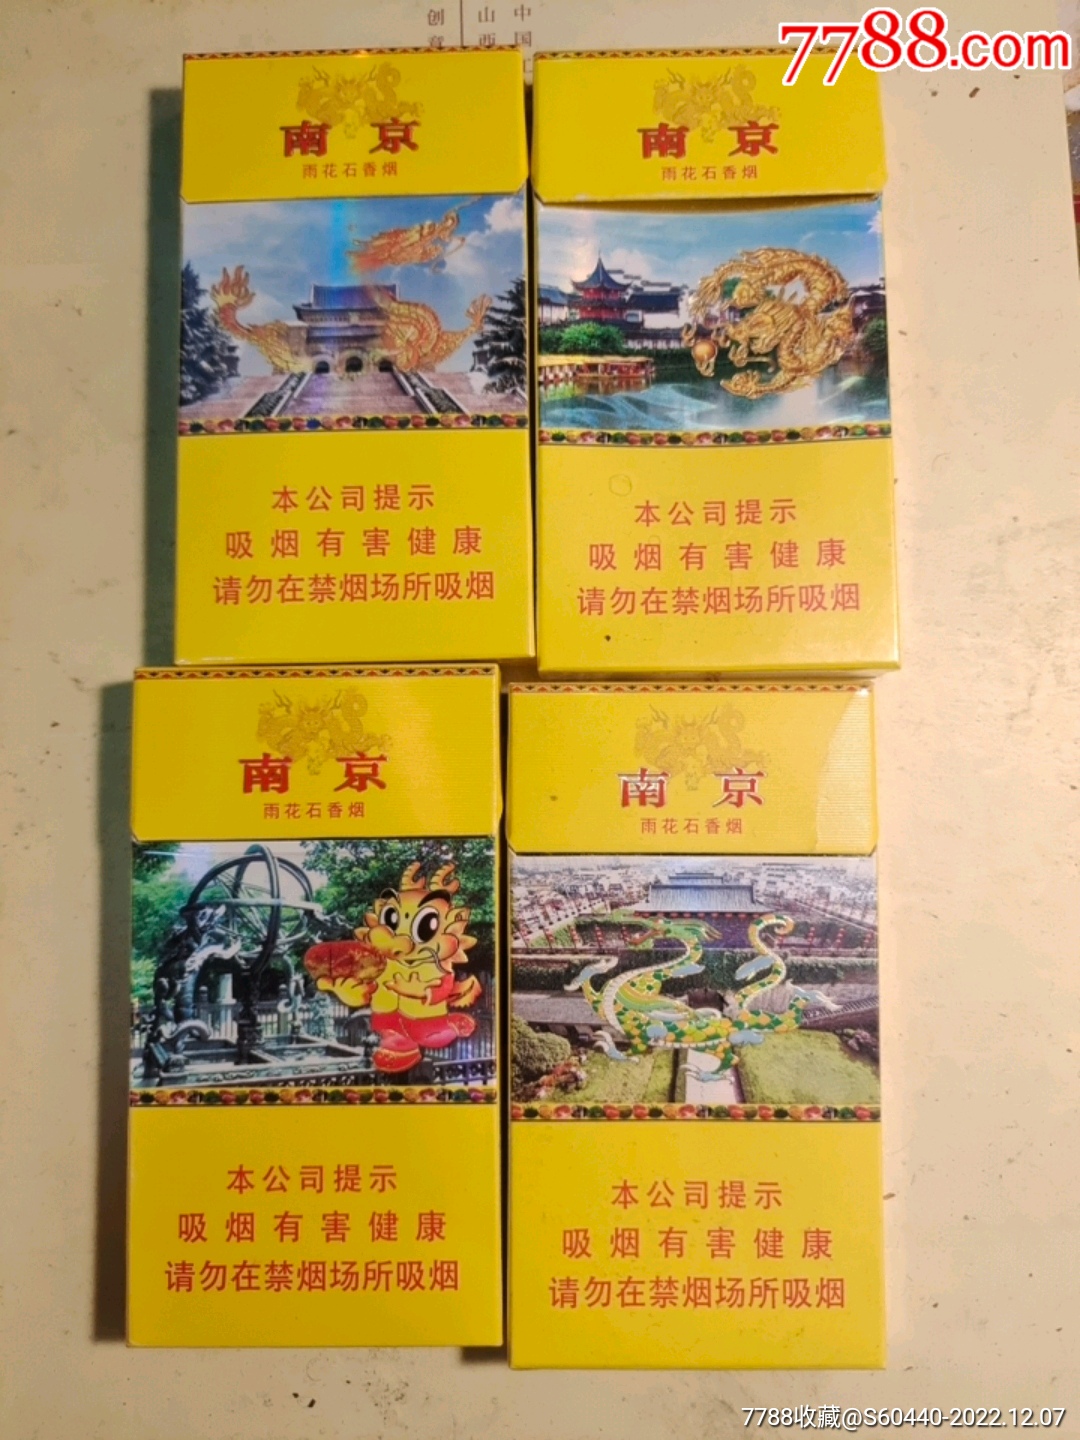 创意
山西
中国
7788.com
南京
雨花石香烟
本公司提示
吸烟有害健康
请勿在禁烟场所吸烟
南京
雨花石香烟
本公司提示
吸烟有害健康
请勿在禁烟场所吸烟
南京
雨花石香烟
本公司提示
吸烟有害健康
请勿在禁烟场所吸烟
南京
雨花石香烟
本公司提示
吸烟有害健康
请勿在禁烟场所吸烟
7788收藏@S60440-2022.12.07